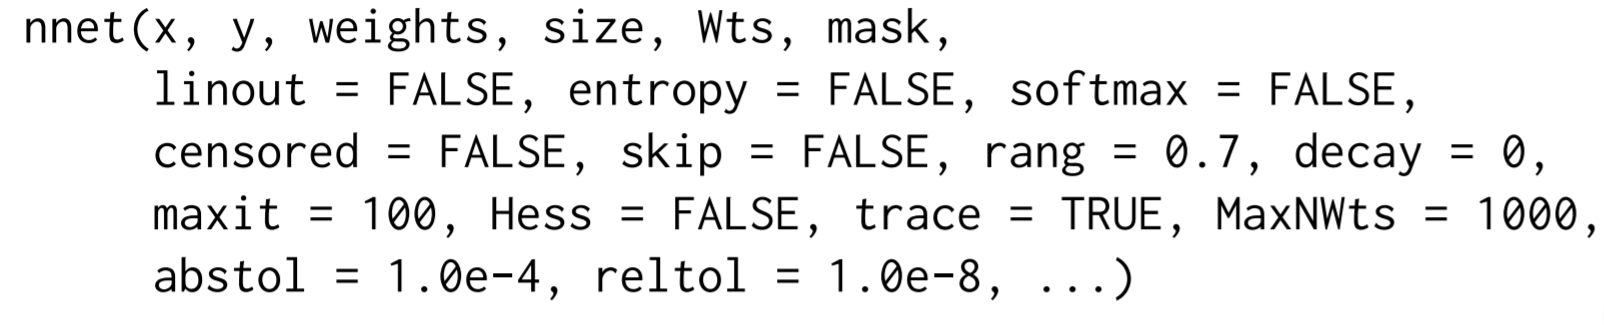 nnet(x, y, weights, size, Wts, mask,
linout = FALSE, entropy = FALSE, softmax = FALSE,
censored = FALSE, skip = FALSE, rang = 0.7, decay = 0,
maxit = 100, Hess = FALSE, trace = TRUE, MaxNWts = 1000,
abstol = 1.0e-4, reltol = 1.0e-8, ...)